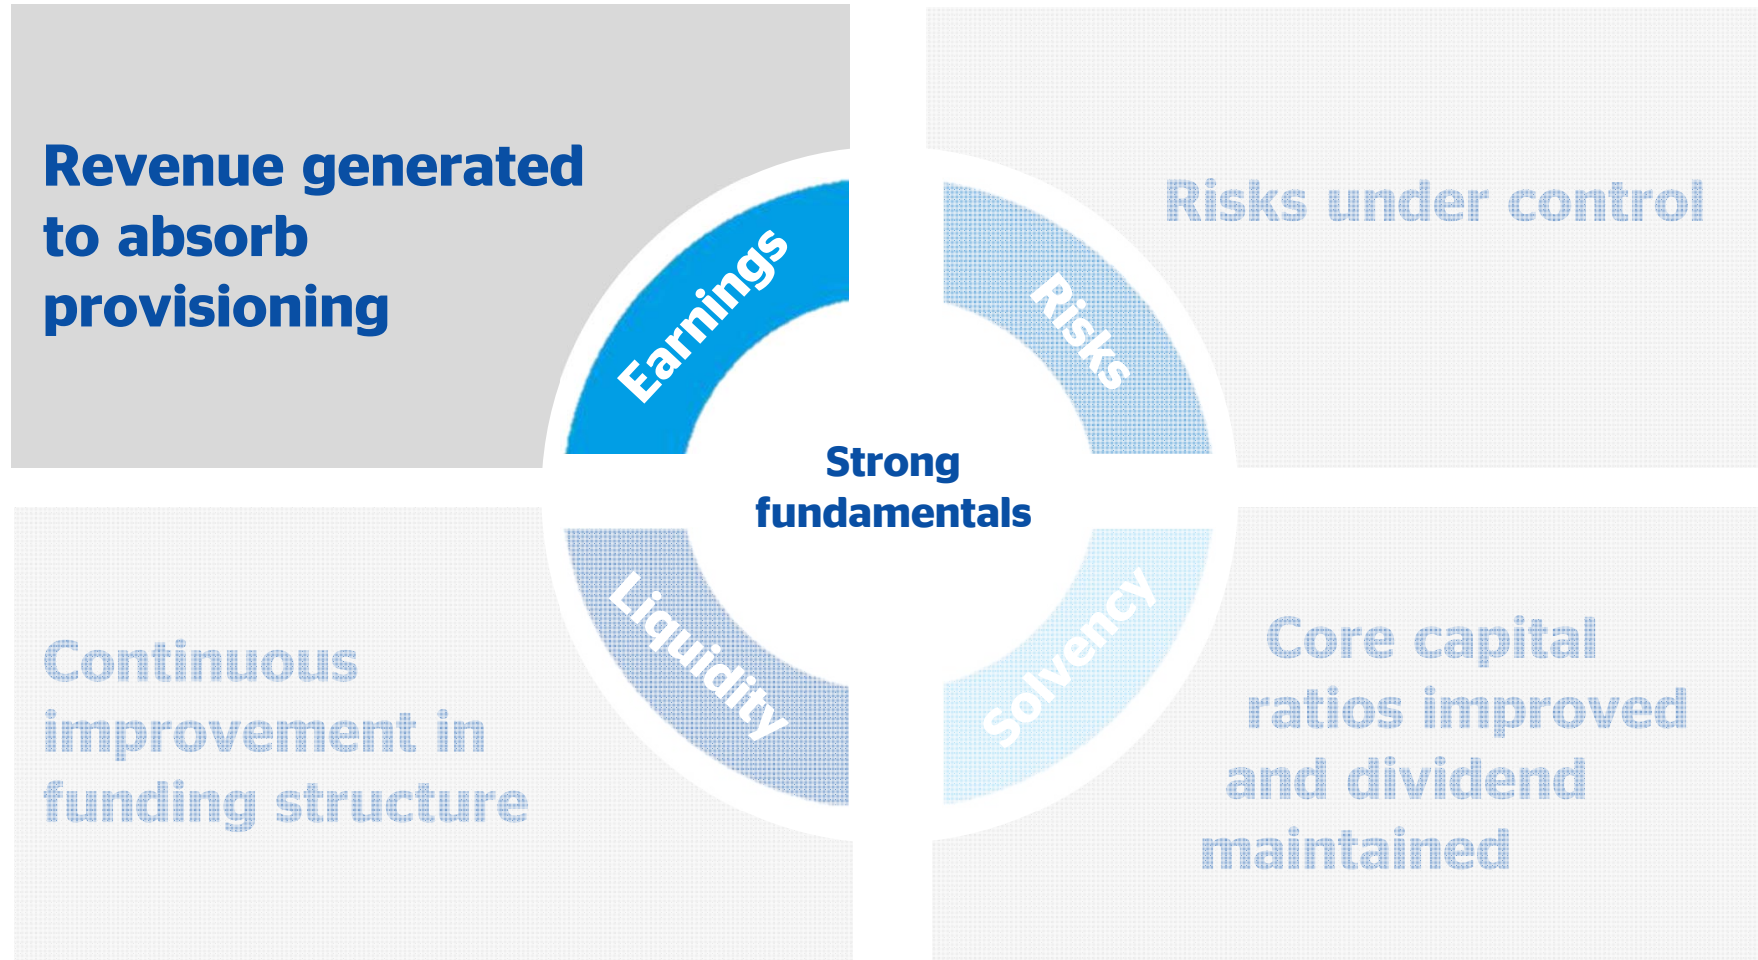 Revenue generated
to absorb
provisioning
Earnings
Risks under control
Risks
Strong
fundamentals
Continuous
improvement in
funding structure
Liquidity
Solvency
Core capital
ratios improved
and dividend
maintained